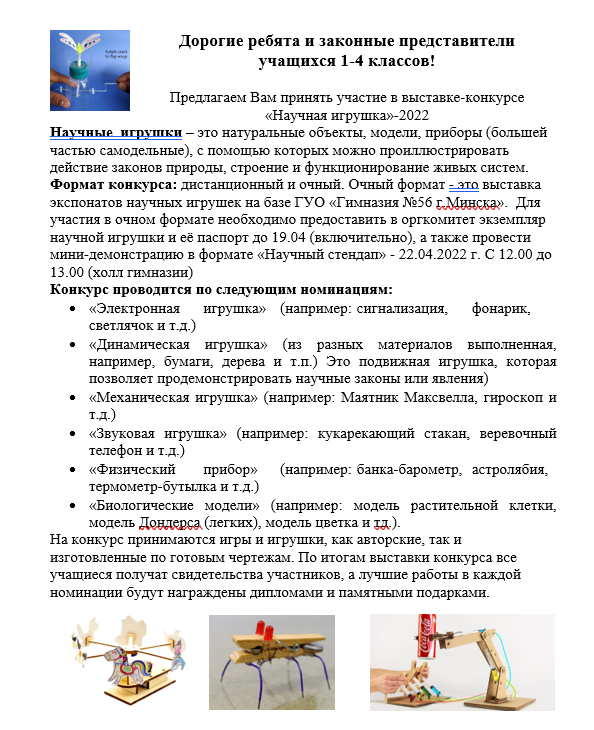 Дорогие ребята и законные представители
учащихся 1-4 классов!
Предлагаем Вам принять участие в выставке-конкурсе
«Научная игрушка»-2022
Научные игрушки – это натуральные объекты, модели, приборы (большей
частью самодельные), с помощью которых можно проиллюстрировать
действие законов природы, строение и функционирование живых систем.
Формат конкурса: дистанционный и очный. Очный формат - это выставка
экспонатов научных игрушек на базе ГУО «Гимназия №56 г.Минска». Для
участия в очном формате необходимо предоставить в оргкомитет экземпляр
научной игрушки и её паспорт до 19.04 (включительно), а также провести
мини-демонстрацию в формате «Научный стендап» - 22.04.2022 г. С 12.00 до
13.00 (холл гимназии)
Конкурс проводится по следующим номинациям:
• «Электронная игрушка» (например: сигнализация, фонарик,
светлячок и т.д.)
• «Динамическая игрушка» (из разных материалов выполненная,
например, бумаги, дерева и т.п.) Это подвижная игрушка, которая
позволяет продемонстрировать научные законы или явления)
• «Механическая игрушка» (например: Маятник Максвелла, гироскоп и
т.д.)
• «Звуковая игрушка» (например: кукарекающий стакан, веревочный
телефон и т.д.)
• «Физический прибор» (например: банка-барометр, астролябия,
термометр-бутылка и т.д.)
• «Биологические модели» (например: модель растительной клетки,
модель Дондерса (легких), модель цветка и тд.).
На конкурс принимаются игры и игрушки, как авторские, так и
изготовленные по готовым чертежам. По итогам выставки конкурса все
учащиеся получат свидетельства участников, а лучшие работы в каждой
номинации будут награждены дипломами и памятными подарками.
Coca-Cola